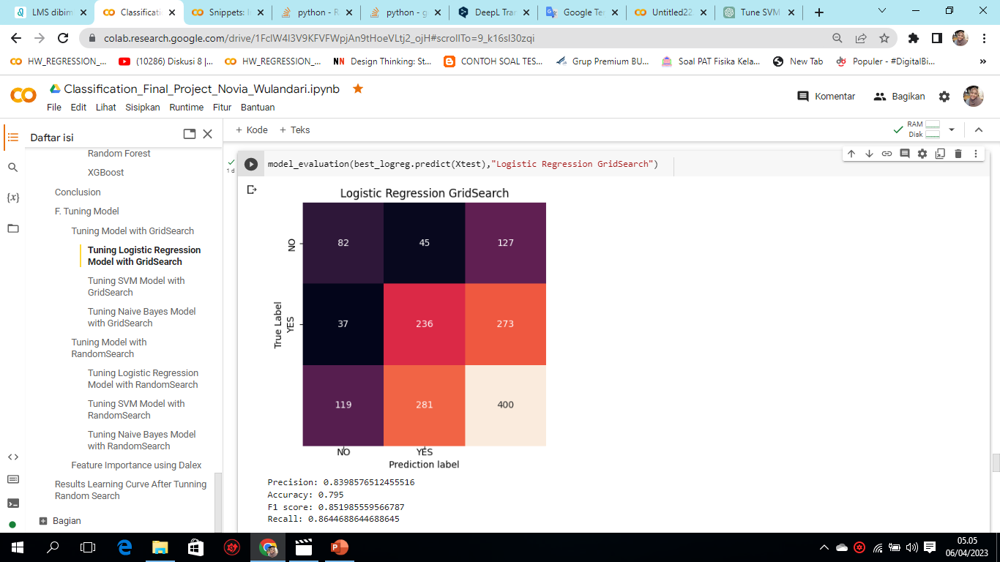 LMS dibim
Classificati
Snippets: I
python - R
python - g
DeepL Tran
Google Ter
Untitled22.
Tune SVM
colab.research.google.com/drive/1FclW4l3V9KFVFWpjAn9tHoeVLtj2_ojH#scrollTo=9_k16sl30zqi
HW_REGRESSION_...
(10286) Diskusi 8 |...
HW_REGRESSION_...
NN Design Thinking: St...
CONTOH SOAL TES...
Grup Premium BU...
Soal PAT Fisika Kela...
New Tab
Populer - #DigitalBi...
»
Classification_Final_Project_Novia_Wulandari.ipynb
Komentar
Bagikan
File Edit Lihat Sisipkan Runtime Fitur Bantuan
Daftar isi
Random Forest
XGBoost
Conclusion
F. Tuning Model
Tuning Model with GridSearch
Tuning Logistic Regression
Model with GridSearch
Tuning SVM Model with
GridSearch
Tuning Naive Bayes Model
with GridSearch
Tuning Model with
RandomSearch
Tuning Logistic Regression
Model with RandomSearch
Tuning SVM Model with
RandomSearch
Tuning Naive Bayes Model
with RandomSearch
Feature Importance using Dalex
Results Learning Curve After Tunning
Random Search
Bagian
+ Kode + Teks
RAM
Disk
1 d
model_evaluation(best_logreg.predict(Xtest),"Logistic Regression GridSearch")
Logistic Regression GridSearch
NO 82 45 127
True Label
YES 37 236 273
119 281 400
NO YES
Prediction label
Precision: 0.8398576512455516
Accuracy: 0.795
F1 score: 0.851985559566787
Recall: 0.8644688644688645
05.05
06/04/2023